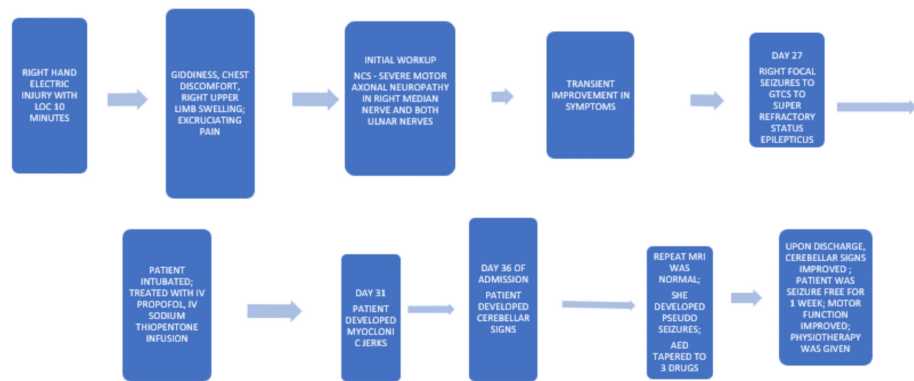 RIGHT HAND
ELECTRIC
INJURY WITH
LOC 10
MINUTES
GIDDINESS, CHEST
DISCOMFORT,
RIGHT UPPER
LIMB SWELLING;
EXCRUCIATING
PAIN
INITIAL WORKUP
NCS - SEVERE MOTOR
AXONAL NEUROPATHY
IN RIGHT MEDIAN
NERVE AND BOTH
ULNAR NERVES
TRANSIENT
IMPROVEMENT IN
SYMPTOMS
DAY 27
RIGHT FOCAL
SEIZURES TO
GTCS TO
SUPER
REFRACTORY
STATUS
EPILEPTICUS
PATIENT
INTUBATED;
TREATED WITH IV
PROPOFOL, IV
SODIUM
THIOPENTONE
INFUSION
DAY 31
PATIENT
DEVELOPED
MYOCLONI
C JERKS
DAY 36 OF
ADMISSION
PATIENT
DEVELOPED
CEREBELLAR
SIGNS
REPEAT MRI
WAS
NORMAL;
SHE
DEVELOPED
PSEUDO
SEIZURES;
AED
TAPERED TO
3 DRUGS
UPON DISCHARGE,
CEREBELLAR SIGNS
IMPROVED ;
PATIENT WAS
SEIZURE FREE FOR
1 WEEK; MOTOR
FUNCTION
IMPROVED;
PHYSIOTHERAPY
WAS GIVEN